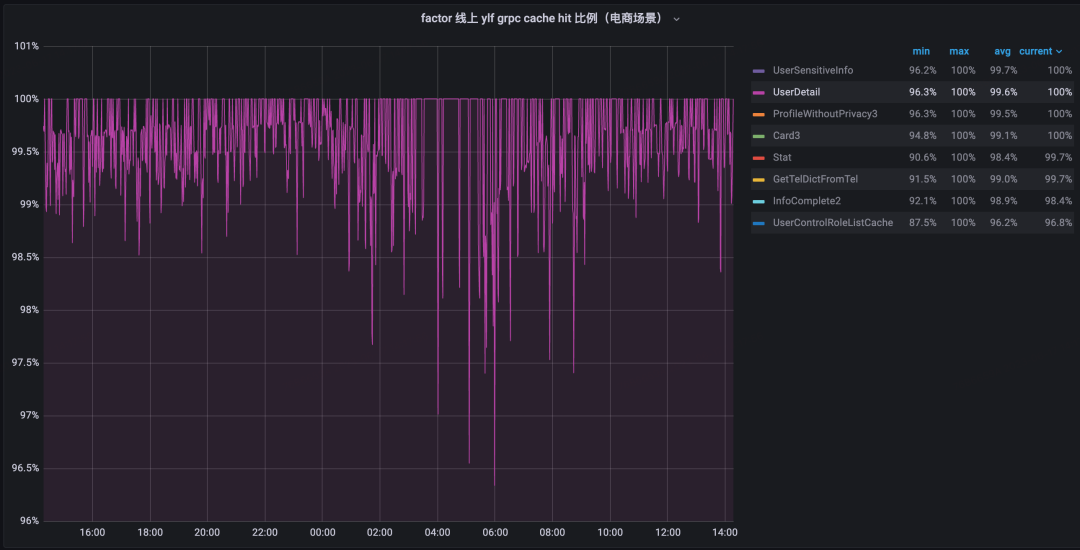 factor 线上 ylf grpc cache hit 比例（电商场景）
101%
100%
99.5%
99%
98.5%
98%
97.5%
97%
96.5%
96%
16:00 18:00 20:00 22:00 00:00 02:00 04:00 06:00 08:00 10:00 12:00 14:00
min max avg current
UserSensitiveInfo 96.2% 100% 99.7% 100%
UserDetail 96.3% 100% 99.6% 100%
ProfileWithoutPrivacy3 96.3% 100% 99.5% 100%
Card3 94.8% 100% 99.1% 100%
Stat 90.6% 100% 98.4% 99.7%
GetTelDictFromTel 91.5% 100% 99.0% 99.7%
InfoComplete2 92.1% 100% 98.9% 98.4%
UserControlRoleListCache 87.5% 100% 96.2% 96.8%